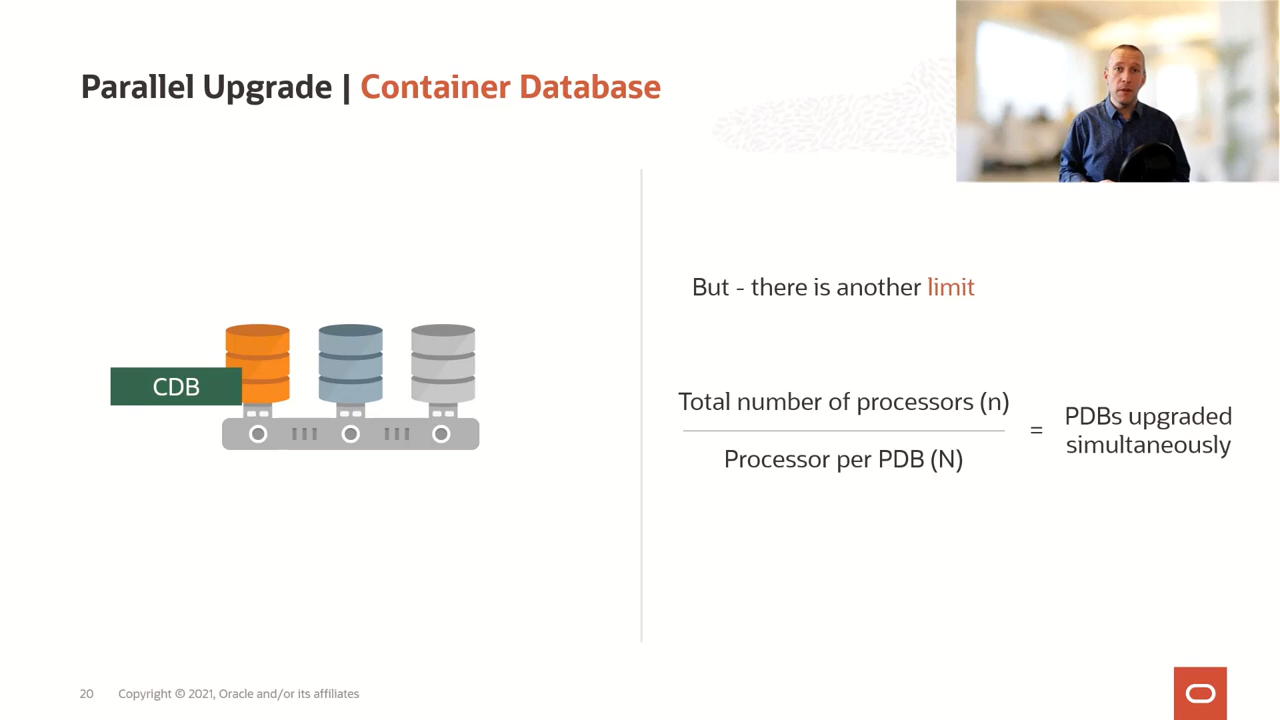 Parallel Upgrade | Container Database
CDB
But - there is another limit
Total number of processors (n)
Processor per PDB (N)
=
PDBs upgraded
simultaneously
20 Copyright © 2021, Oracle and/or its affiliates